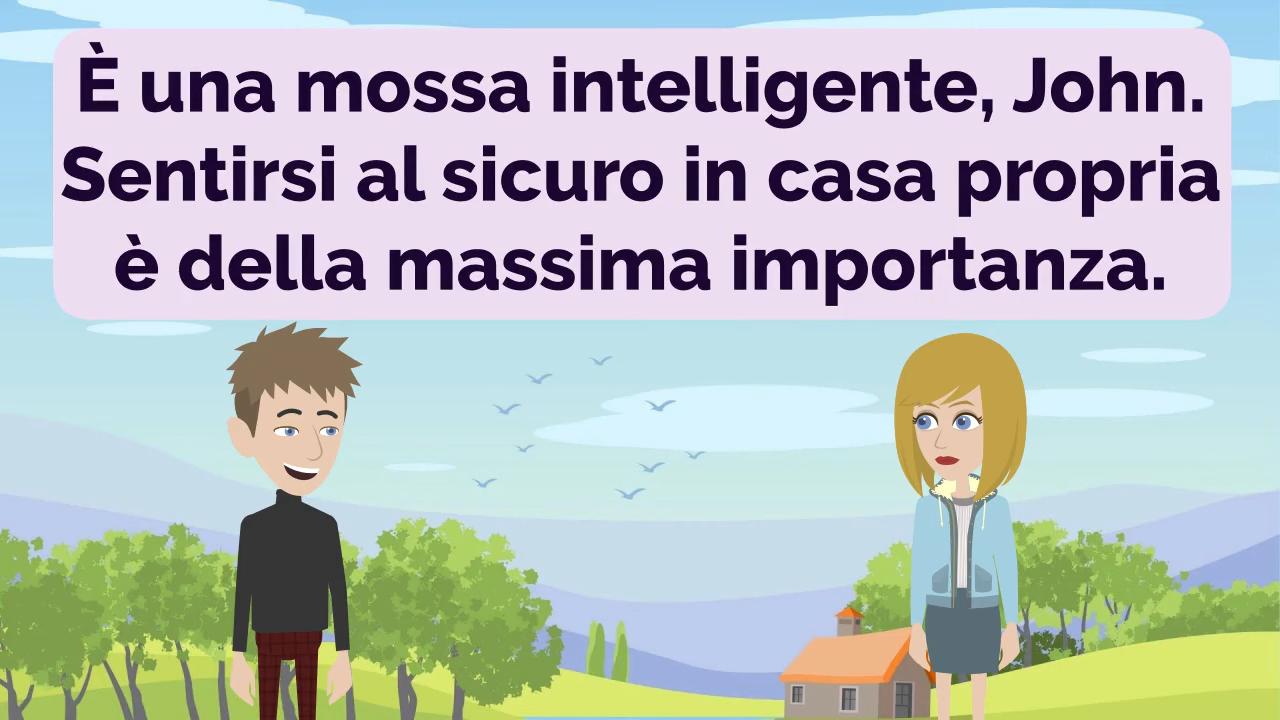 È una mossa intelligente, John.
Sentirsi al sicuro in casa propria
è della massima importanza.